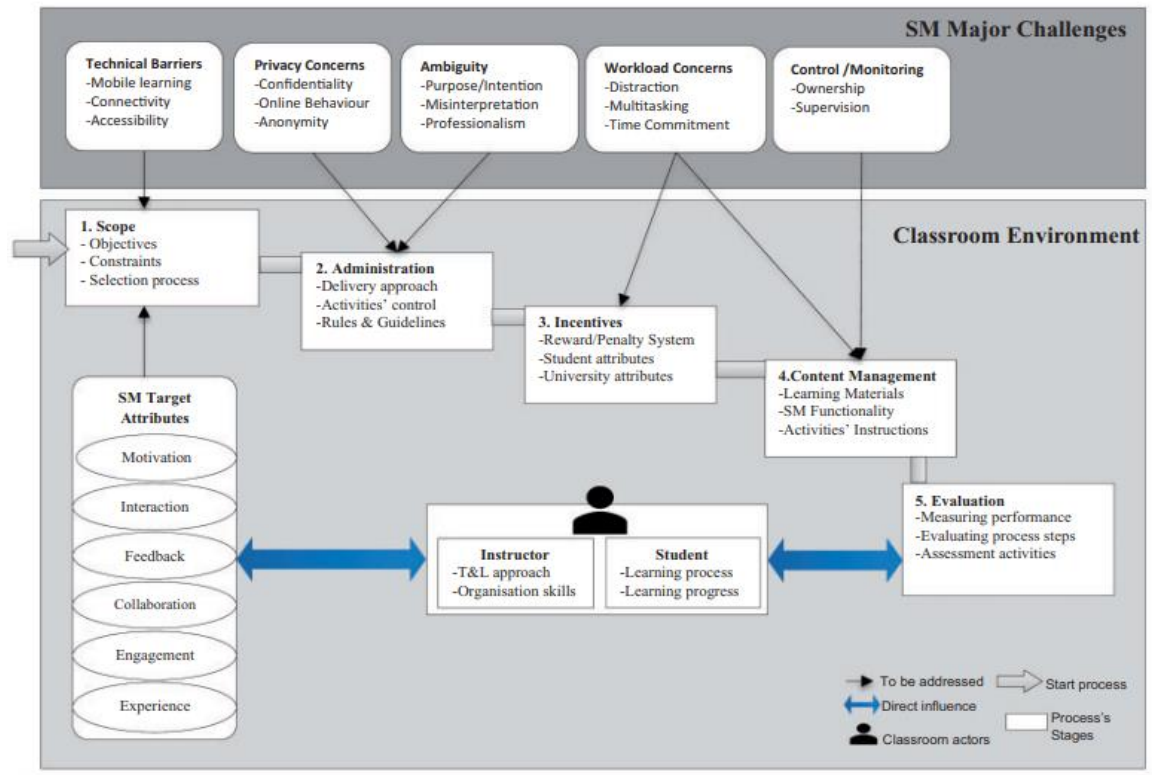 SM Major Challenges
Technical Barriers
-Mobile learning
-Connectivity
-Accessibility
Privacy Concerns
-Confidentiality
-Online Behaviour
-Anonymity
Ambiguity
-Purpose/Intention
-Misinterpretation
-Professionalism
Workload Concerns
-Distraction
-Multitasking
-Time Commitment
Control /Monitoring
-Ownership
-Supervision
Classroom Environment
1. Scope
- Objectives
- Constraints
- Selection process
2. Administration
-Delivery approach
-Activities' control
-Rules & Guidelines
3. Incentives
-Reward/Penalty System
-Student attributes
-University attributes
4.Content Management
-Learning Materials
-SM Functionality
-Activities' Instructions
5. Evaluation
-Measuring performance
-Evaluating process steps
-Assessment activities
SM Target
Attributes
Motivation
Interaction
Feedback
Collaboration
Engagement
Experience
Instructor
-T&L approach
-Organisation skills
Student
-Learning process
-Learning progress
To be addressed
Start process
Direct influence
Process's
Stages
Classroom actors